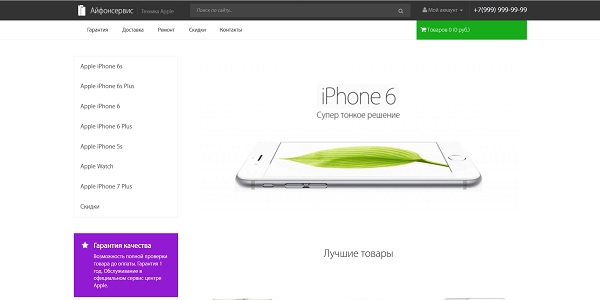 Айфонсервис Техника Apple Поиск по сайту... Мой аккаунт +7(999) 999-99-99
Гарантия Доставка Ремонт Скидки Контакты Товаров 0 (0 руб.)
Apple iPhone 6s
Apple iPhone 6s Plus
Apple iPhone 6
Apple iPhone 6 Plus
Apple iPhone 5s
Apple Watch
Apple iPhone 7 Plus
Скидки
iPhone 6
Супер тонкое решение
Гарантия качества
Возможность полной проверки
товара до оплаты. Гарантия 1
год. Обслуживание в
официальном сервис центре
Apple.
Лучшие товары